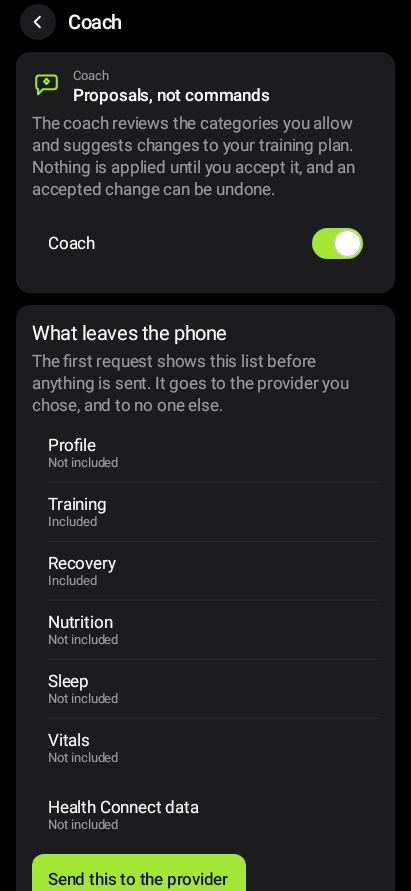 Coach
Coach
Proposals, not commands
The coach reviews the categories you allow
and suggests changes to your training plan.
Nothing is applied until you accept it, and an
accepted change can be undone.
Coach
What leaves the phone
The first request shows this list before
anything is sent. It goes to the provider you
chose, and to no one else.
Profile
Not included
Training
Included
Recovery
Included
Nutrition
Not included
Sleep
Not included
Vitals
Not included
Health Connect data
Not included
Send this to the provider